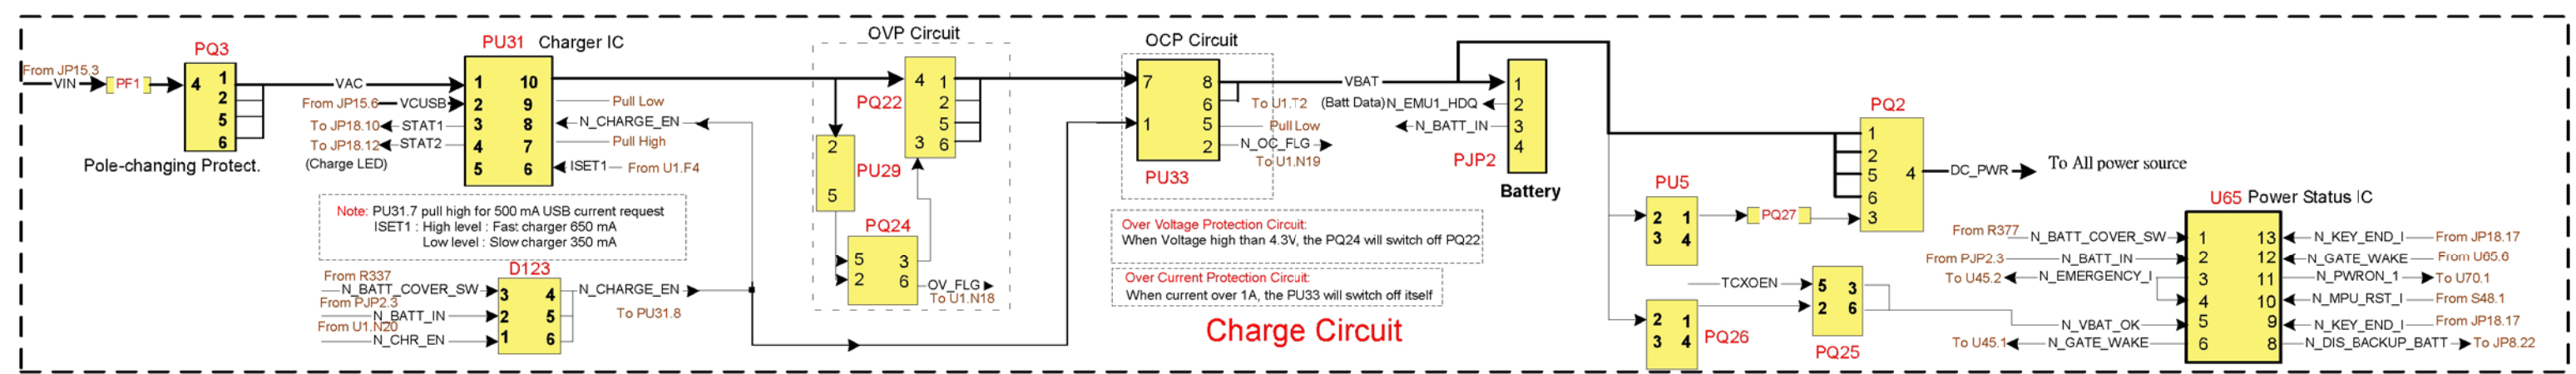 From JP15.3
VIN
PF1
PQ3
4
1
2
5
6
Pole-changing Protect.
VAC
From JP15.6
VCUSB
To JP18.10
STAT1
To JP18.12
STAT2
(Charge LED)
PU31 Charger IC
1 10
2 9
3 8
4 7
5 6
Pull Low
N_CHARGE_EN
Pull High
ISET1
From U1.F4
Note: PU31.7 pull high for 500 mA USB current request
ISET1 : High level : Fast charger 650 mA
Low level : Slow charger 350 mA
From R337
N_BATT_COVER_SW
From PJP2.3
N_BATT_IN
From U1.N20
N_CHR_EN
D123
3 4
2 5
1 6
N_CHARGE_EN
To PU31.8
OVP Circuit
PQ22
4 1
2
5
3 6
PU29
2
5
PQ24
5 3
2 6
OV_FLG
To U1.N18
OCP Circuit
7 8
6
1 5
2
PU33
To U1.T2
Pull Low
N_OC_FLG
To U1.N19
VBAT
(Batt Data)
N_EMU1_HDQ
N_BATT_IN
1
2
3
4
PJP2
Battery
Over Voltage Protection Circuit:
When Voltage high than 4.3V, the PQ24 will switch off PQ22
Over Current Protection Circuit:
When current over 1A, the PU33 will switch off itself
Charge Circuit
PU5
2 1
3 4
PQ27
PQ2
1
2
5
6
3
4
DC_PWR
To All power source
2 1
3 4
PQ26
TCXOEN
5 3
2 6
PQ25
U65 Power Status IC
From R377
N_BATT_COVER_SW
From PJP2.3
N_BATT_IN
To U45.2
N_EMERGENCY_I
N_VBAT_OK
To U45.1
N_GATE_WAKE
1 13
2 12
3 11
4 10
5 9
6 8
N_KEY_END_I
From JP18.17
N_GATE_WAKE
From U65.6
N_PWRON_1
To U70.1
N_MPU_RST_I
From S48.1
N_KEY_END_I
From JP18.17
N_DIS_BACKUP_BATT
To JP8.22